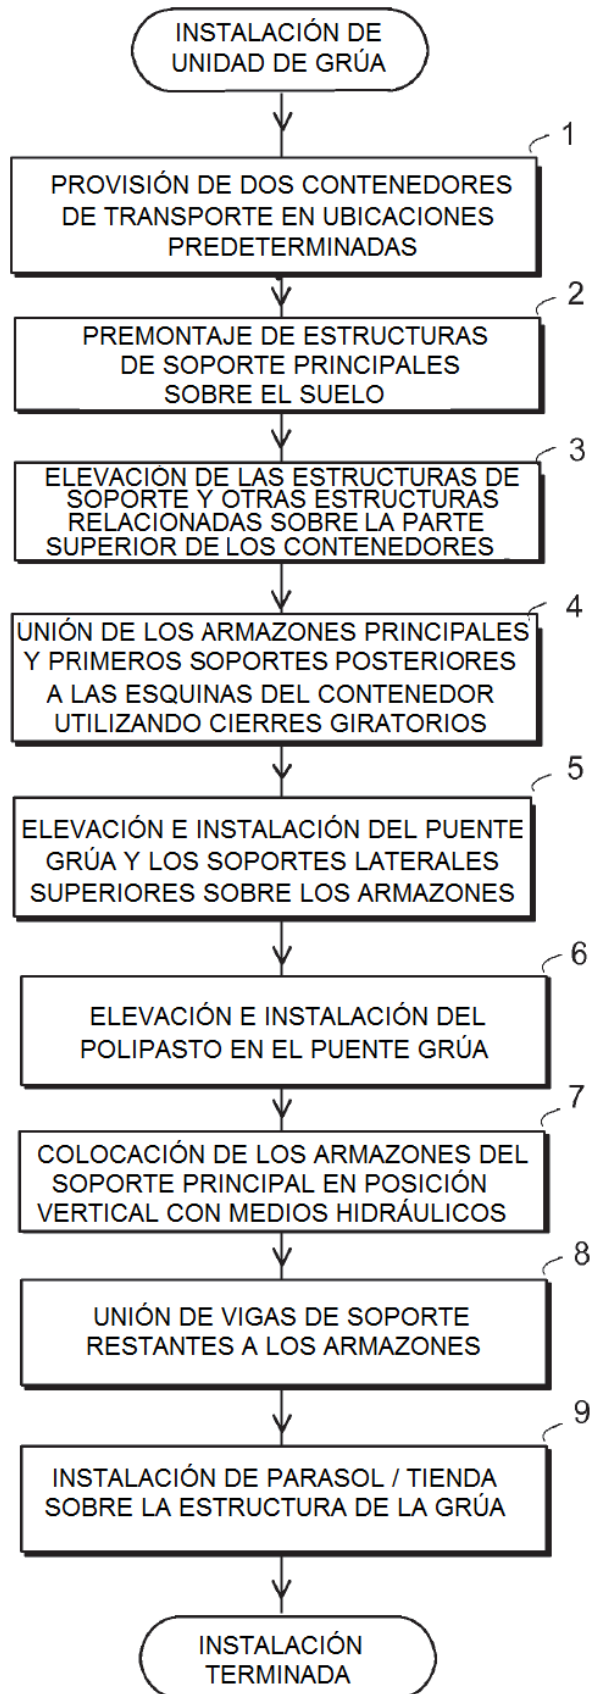 INSTALACIÓN DE
UNIDAD DE GRÚA
1
PROVISIÓN DE DOS CONTENEDORES
DE TRANSPORTE EN UBICACIONES
PREDETERMINADAS
2
PREMONTAJE DE ESTRUCTURAS
DE SOPORTE PRINCIPALES
SOBRE EL SUELO
3
ELEVACIÓN DE LAS ESTRUCTURAS DE
SOPORTE Y OTRAS ESTRUCTURAS
RELACIONADAS SOBRE LA PARTE
SUPERIOR DE LOS CONTENEDORES
4
UNIÓN DE LOS ARMAZONES PRINCIPALES
Y PRIMEROS SOPORTES POSTERIORES
A LAS ESQUINAS DEL CONTENEDOR
UTILIZANDO CIERRES GIRATORIOS
5
ELEVACIÓN E INSTALACIÓN DEL PUENTE
GRÚA Y LOS SOPORTES LATERALES
SUPERIORES SOBRE LOS ARMAZONES
6
ELEVACIÓN E INSTALACIÓN DEL
POLIPASTO EN EL PUENTE GRÚA
7
COLOCACIÓN DE LOS ARMAZONES DEL
SOPORTE PRINCIPAL EN POSICIÓN
VERTICAL CON MEDIOS HIDRÁULICOS
8
UNIÓN DE VIGAS DE SOPORTE
RESTANTES A LOS ARMAZONES
9
INSTALACIÓN DE PARASOL / TIENDA
SOBRE LA ESTRUCTURA DE LA GRÚA
INSTALACIÓN
TERMINADA